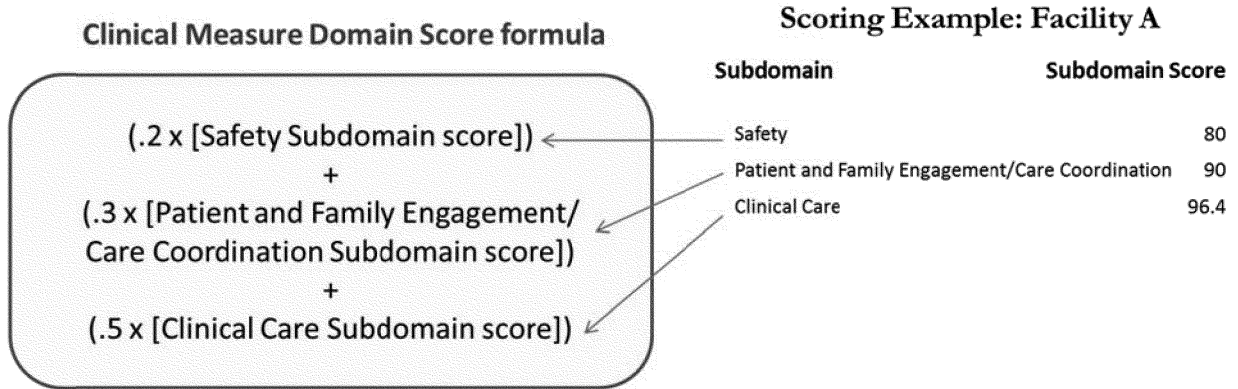 Clinical Measure Domain Score formula
(.2 x [Safety Subdomain score])
+
(.3 x [Patient and Family Engagement/
Care Coordination Subdomain score])
+
(.5 x [Clinical Care Subdomain score])
Scoring Example: Facility A
Subdomain Subdomain Score
Safety 80
Patient and Family Engagement/Care Coordination 90
Clinical Care 96.4